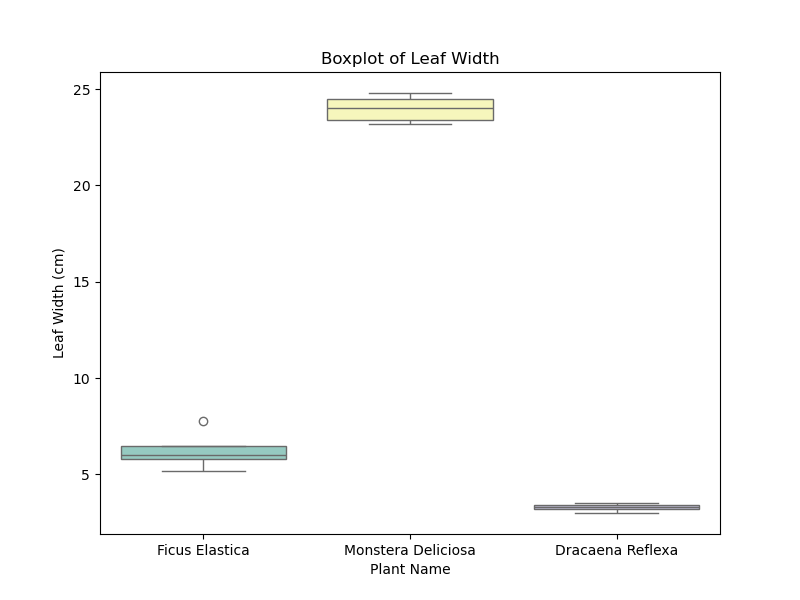 Boxplot of Leaf Width
Leaf Width (cm)
25
20
15
10
5
Ficus Elastica
Monstera Deliciosa
Dracaena Reflexa
Plant Name